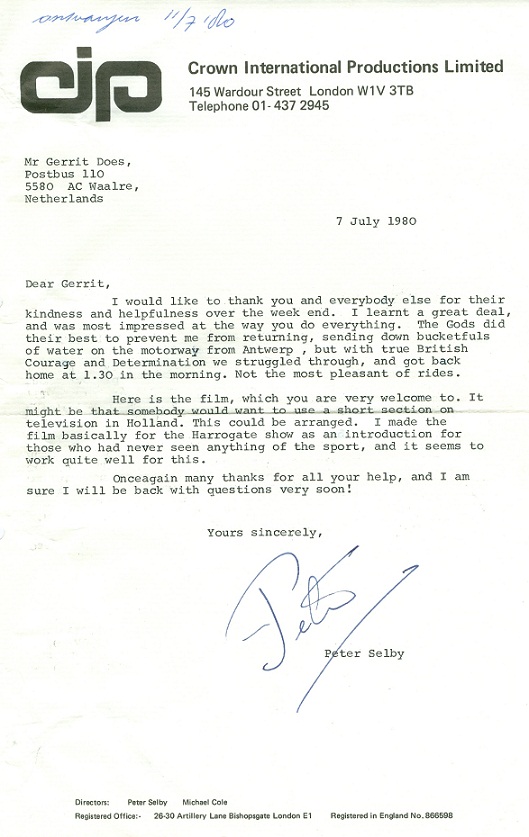 ontvangen 11/7 '80
cip
Crown International Productions Limited
145 Wardour Street London W1V 3TB
Telephone 01-437 2945
Mr Gerrit Does,
Postbus 110
5580 AC Waalre,
Netherlands
7 July 1980
Dear Gerrit,
I would like to thank you and everybody else for their
kindness and helpfulness over the week end. I learnt a great deal,
and was most impressed at the way you do everything. The Gods did
their best to prevent me from returning, sending down bucketfuls
of water on the motorway from Antwerp , but with true British
Courage and Determination we struggled through, and got back
home at 1.30 in the morning. Not the most pleasant of rides.
Here is the film, which you are very welcome to. It
might be that somebody would want to use a short section on
television in Holland. This could be arranged. I made the
film basically for the Harrogate show as an introduction for
those who had never seen anything of the sport, and it seems to
work quite well for this.
Onceagain many thanks for all your help, and I am
sure I will be back with questions very soon!
Yours sincerely,
Peter
Peter Selby
Directors: Peter Selby Michael Cole
Registered Office:- 26-30 Artillery Lane Bishopsgate London E1 Registered in England No. 866598